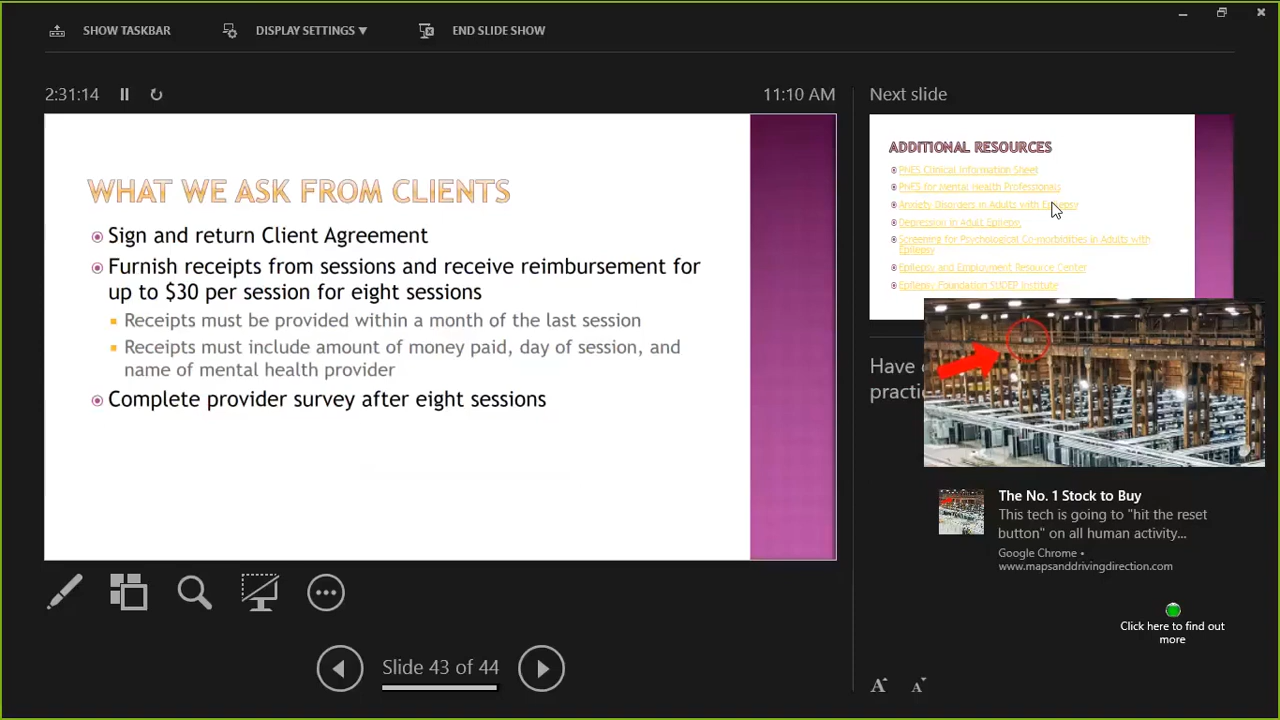 SHOW TASKBAR
DISPLAY SETTINGS ▼
END SLIDE SHOW
2:31:14
11:10 AM
WHAT WE ASK FROM CLIENTS
Sign and return Client Agreement
Furnish receipts from sessions and receive reimbursement for
up to $30 per session for eight sessions
Receipts must be provided within a month of the last session
Receipts must include amount of money paid, day of session, and
name of mental health provider
Complete provider survey after eight sessions
Slide 43 of 44
Next slide
ADDITIONAL RESOURCES
PNES Clinical Information Sheet
PNES for Mental Health Professionals
Anxiety Disorders in Adults with Epilepsy
Depression in Adult Epilepsy
Screening for Psychological Co-morbidities in Adults with
Epilepsy
Epilepsy and Employment Resource Center
Epilepsy Foundation SUDEP Institute
Have
practi
The No. 1 Stock to Buy
This tech is going to "hit the reset
button" on all human activity...
Google Chrome •
www.mapsanddrivingdirection.com
Click here to find out
more
A A